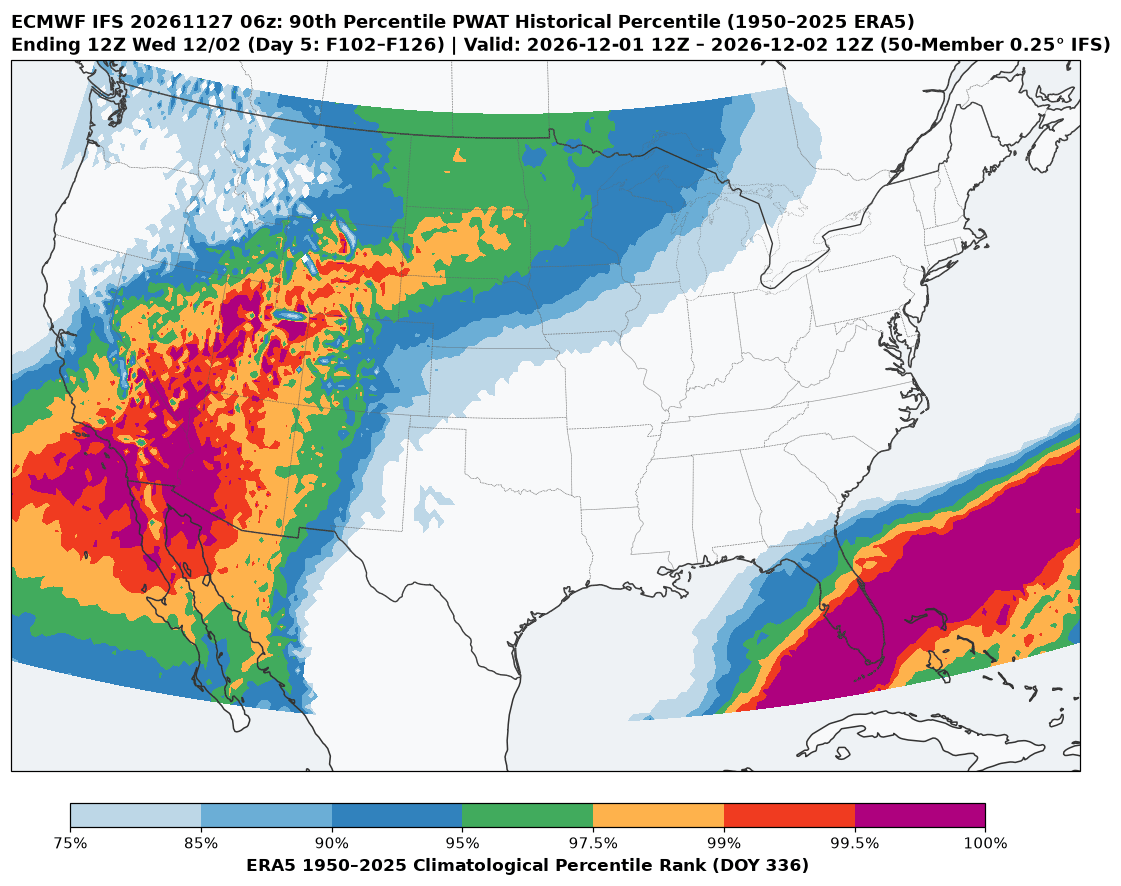 ECMWF IFS 20261127 06z: 90th Percentile PWAT Historical Percentile (1950–2025 ERA5)
Ending 12Z Wed 12/02 (Day 5: F102–F126) | Valid: 2026-12-01 12Z – 2026-12-02 12Z (50-Member 0.25° IFS)
75% 85% 90% 95% 97.5% 99% 99.5% 100%
ERA5 1950–2025 Climatological Percentile Rank (DOY 336)